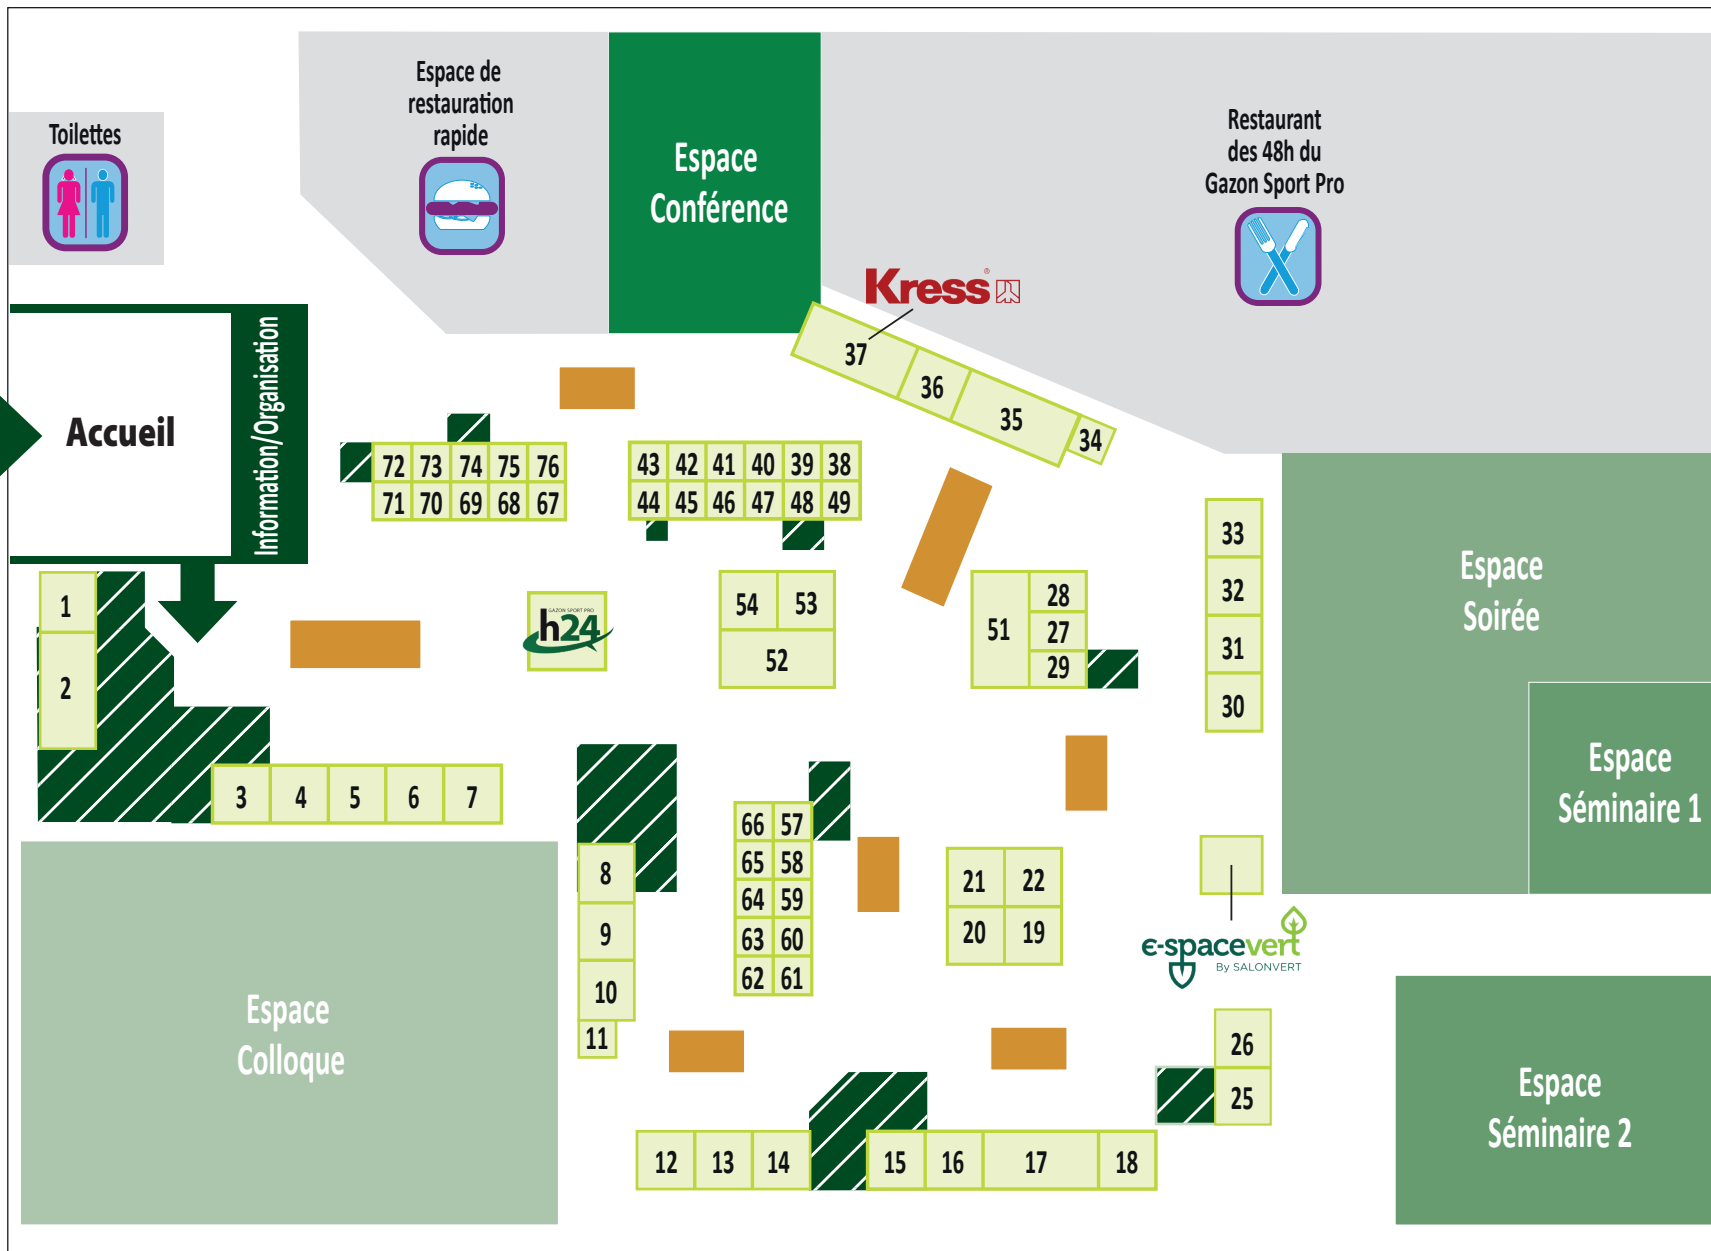 Toilettes
Espace de
restauration
rapide
Espace
Conférence
Restaurant
des 48h du
Gazon Sport Pro
Kress®
Accueil
Information/Organisation
37
36
35
34
72 73 74 75 76
71 70 69 68 67
43 42 41 40 39 38
44 45 46 47 48 49
33
32
31
30
Espace
Soirée
1
2
GAZON SPORT PRO
h24
54 53
52
51
28
27
29
Espace
Séminaire 1
3 4 5 6 7
8
9
10
11
66 57
65 58
64 59
63 60
62 61
21 22
20 19
e-spacevert
By SALONVERT
Espace
Colloque
26
25
Espace
Séminaire 2
12 13 14
15 16 17 18